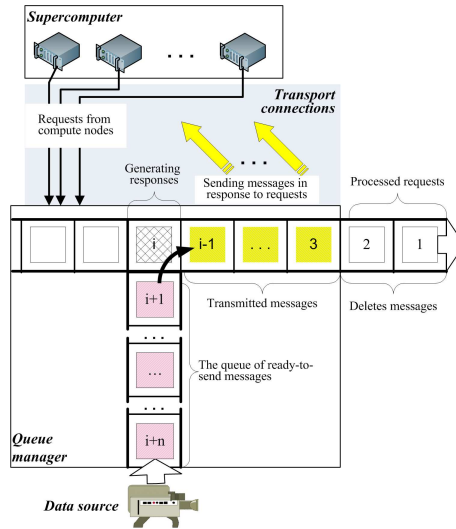 Supercomputer
. . .
Transport
connections
Requests from
compute nodes
. . .
Generating
responses
Sending messages in
response to requests
Processed requests
i
i-1
. . .
3
2
1
i+1
Transmitted messages
Deletes messages
. . .
The queue of ready-to-
send messages
...
. . .
i+n
Queue
manager
Data source